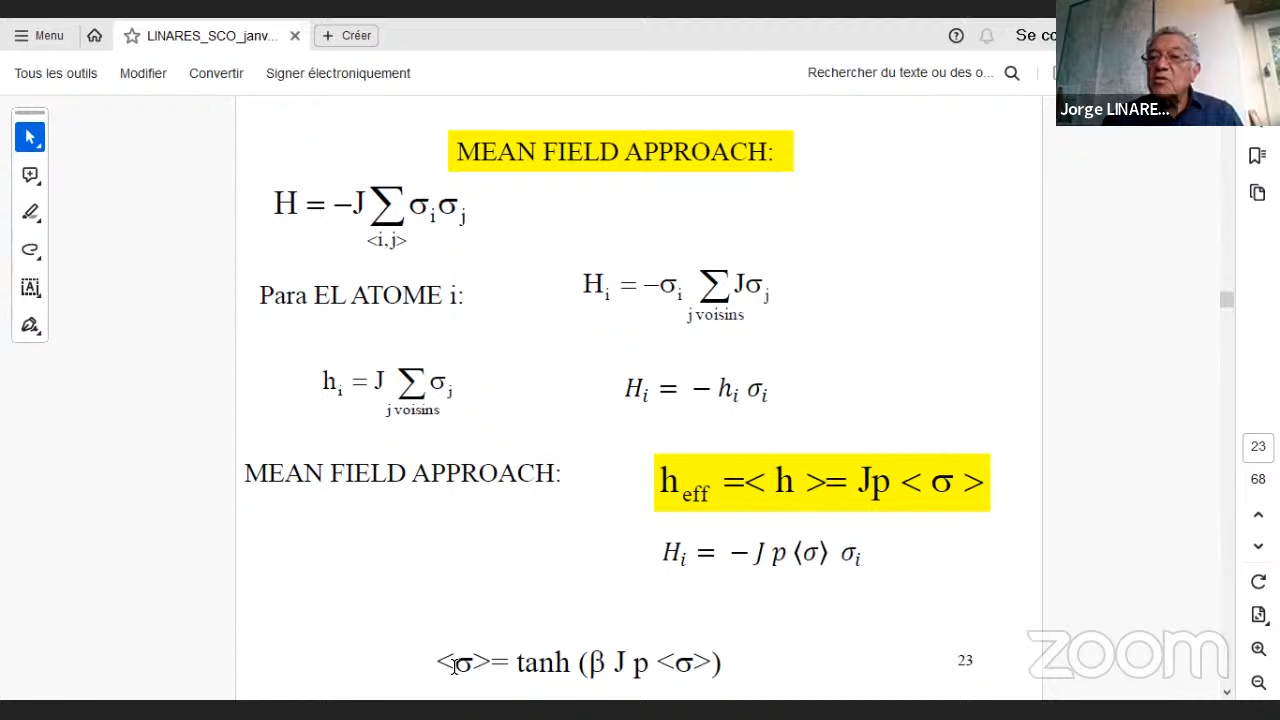 Menu
LINARES_SCO_janv...
Créer
Se co
Tous les outils
Modifier
Convertir
Signer électroniquement
Rechercher du texte ou des o...
Jorge LINARE...
MEAN FIELD APPROACH:
H = −J∑σᵢσⱼ
<i,j>
Para EL ATOME i:
Hᵢ = −σᵢ ∑ Jσⱼ
j voisins
hᵢ = J ∑ σⱼ
j voisins
Hᵢ = − hᵢ σᵢ
MEAN FIELD APPROACH:
h_eff =< h >= Jp < σ >
Hᵢ = − J p ⟨σ⟩ σᵢ
<σ>= tanh (β J p <σ>)
23
23
68
zoom